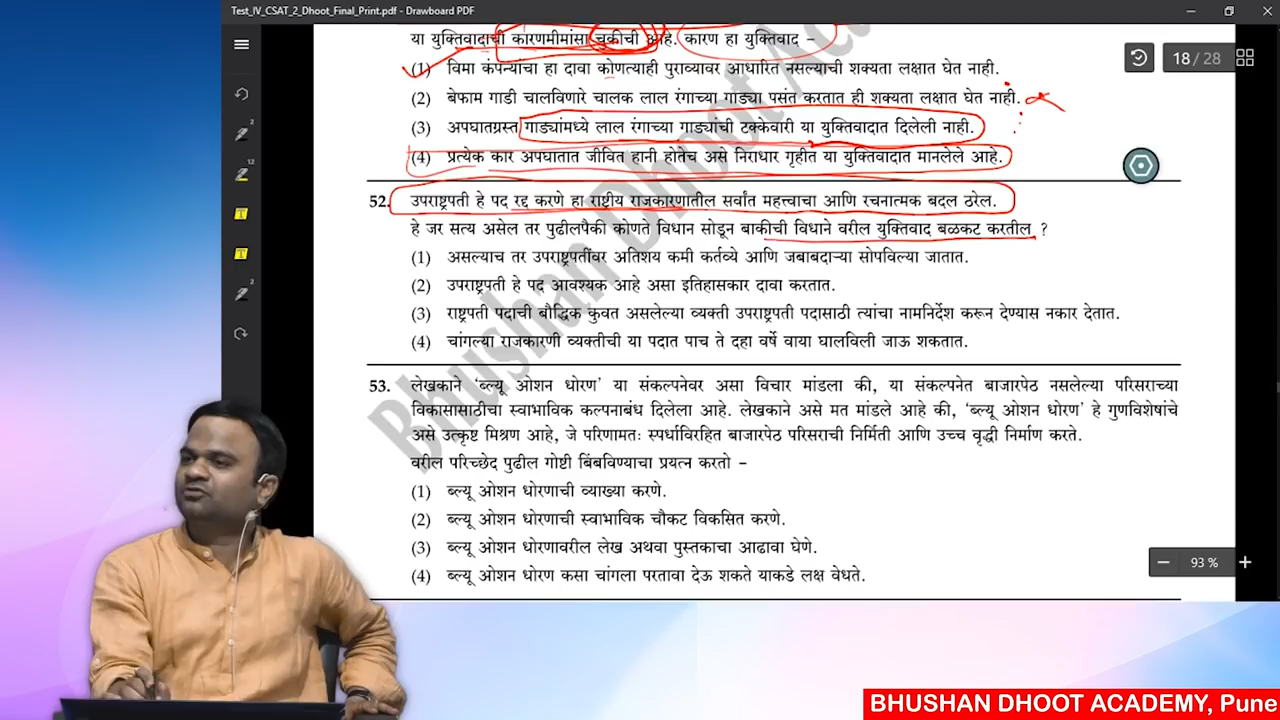 Test_IV_CSAT_2_Dhoot_Final_Print.pdf - Drawboard PDF
18 / 28
या युक्तिवादाची कारणमीमांसा चुकीची आहे. कारण हा युक्तिवाद –
(1) विमा कंपन्यांचा हा दावा कोणत्याही पुराव्यावर आधारित नसल्याची शक्यता लक्षात घेत नाही.
(2) बेफाम गाडी चालविणारे चालक लाल रंगाच्या गाड्या पसंत करतात ही शक्यता लक्षात घेत नाही.
(3) अपघातग्रस्त गाड्यांमध्ये लाल रंगाच्या गाड्यांची टक्केवारी या युक्तिवादात दिलेली नाही.
(4) प्रत्येक कार अपघातात जीवित हानी होतेच असे निराधार गृहीत या युक्तिवादात मानलेले आहे.
52. उपराष्ट्रपती हे पद रद्द करणे हा राष्ट्रीय राजकारणातील सर्वांत महत्त्वाचा आणि रचनात्मक बदल ठरेल.
हे जर सत्य असेल तर पुढीलपैकी कोणते विधान सोडून बाकीची विधाने वरील युक्तिवाद बळकट करतील ?
(1) असल्याच तर उपराष्ट्रपतींवर अतिशय कमी कर्तव्ये आणि जबाबदाऱ्या सोपविल्या जातात.
(2) उपराष्ट्रपती हे पद आवश्यक आहे असा इतिहासकार दावा करतात.
(3) राष्ट्रपती पदाची बौद्धिक कुवत असलेल्या व्यक्ती उपराष्ट्रपती पदासाठी त्यांचा नामनिर्देश करून देण्यास नकार देतात.
(4) चांगल्या राजकारणी व्यक्तीची या पदात पाच ते दहा वर्षे वाया घालविली जाऊ शकतात.
53. लेखकाने ‘ब्ल्यू ओशन धोरण’ या संकल्पनेवर असा विचार मांडला की, या संकल्पनेत बाजारपेठ नसलेल्या परिसराच्या
विकासासाठीचा स्वाभाविक कल्पनाबंध दिलेला आहे. लेखकाने असे मत मांडले आहे की, ‘ब्ल्यू ओशन धोरण’ हे गुणविशेषांचे
असे उत्कृष्ट मिश्रण आहे, जे परिणामतः स्पर्धाविरहित बाजारपेठ परिसराची निर्मिती आणि उच्च वृद्धी निर्माण करते.
वरील परिच्छेद पुढील गोष्टी बिंबविण्याचा प्रयत्न करतो –
(1) ब्ल्यू ओशन धोरणाची व्याख्या करणे.
(2) ब्ल्यू ओशन धोरणाची स्वाभाविक चौकट विकसित करणे.
(3) ब्ल्यू ओशन धोरणावरील लेख अथवा पुस्तकाचा आढावा घेणे.
(4) ब्ल्यू ओशन धोरण कसा चांगला परतावा देऊ शकते याकडे लक्ष वेधते.
93 %
Bhushan Dhoot Aca
BHUSHAN DHOOT ACADEMY, Pune